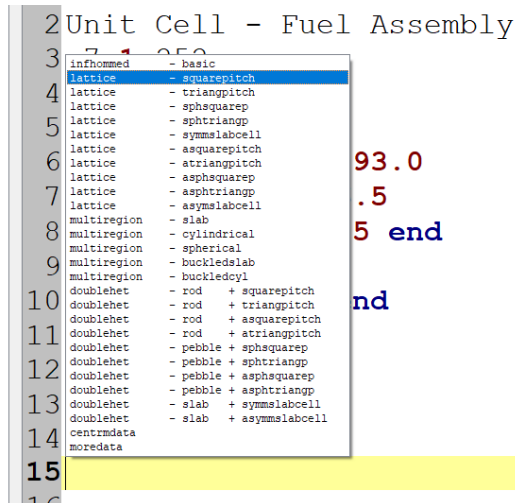 2 Unit Cell - Fuel Assembly
3
infhommed - basic
lattice - squarepitch
4
lattice - triangpitch
lattice - sphsquarep
5
lattice - sphtriangp
lattice - symmslabcell
6 93.0
lattice - asquarepitch
lattice - atriangpitch
lattice - asphsquarep
7 .5
lattice - asphtriangp
lattice - asymslabcell
8 5 end
multiregion - slab
multiregion - cylindrical
multiregion - spherical
9
multiregion - buckledslab
multiregion - buckledcyl
doublehet - rod + squarepitch
10 nd
doublehet - rod + triangpitch
doublehet - rod + asquarepitch
11
doublehet - rod + atriangpitch
doublehet - pebble + sphsquarep
12
doublehet - pebble + sphtriangp
doublehet - pebble + asphsquarep
doublehet - pebble + asphtriangp
13
doublehet - slab + symmslabcell
doublehet - slab + asymmslabcell
14
centrmdata
moredata
15